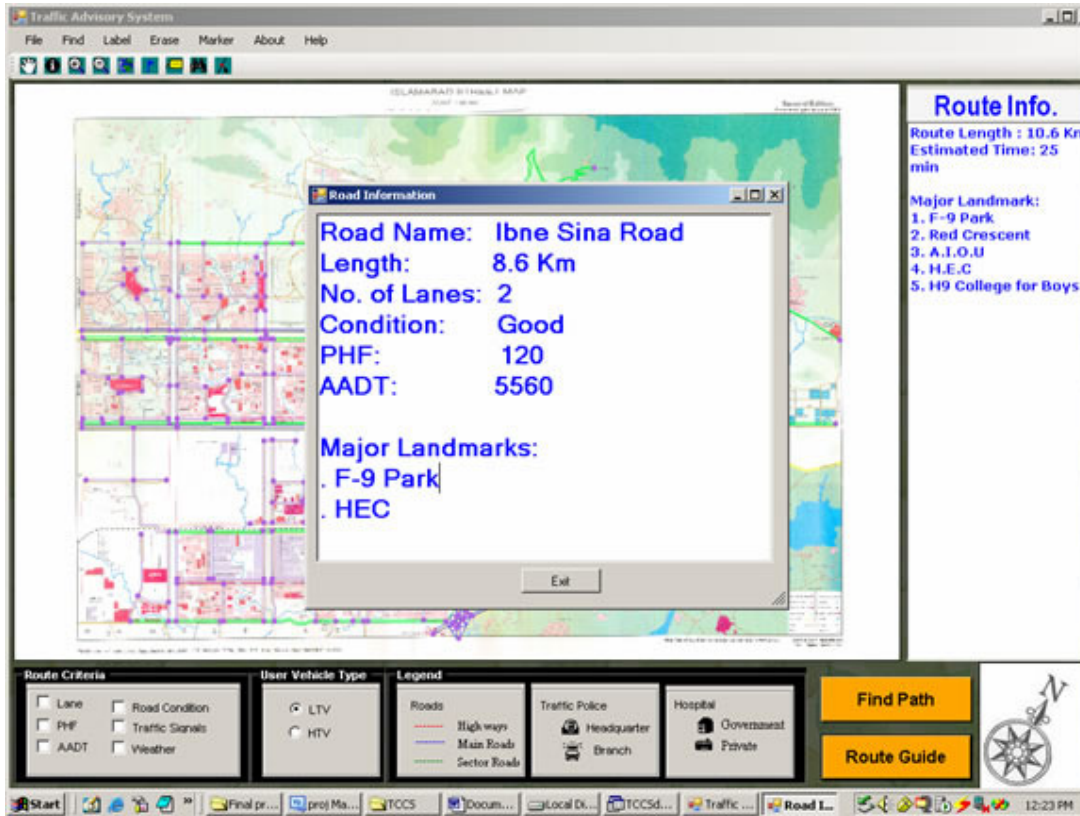 Traffic Advisory System
File Find Label Erase Marker About Help
ISLAMABAD STREET MAP
Route Info.
Route Length : 10.6 Km
Estimated Time: 25
min
Major Landmark:
1. F-9 Park
2. Red Crescent
3. A.I.O.U
4. H.E.C
5. H9 College for Boys
Road Information
Road Name: Ibne Sina Road
Length: 8.6 Km
No. of Lanes: 2
Condition: Good
PHF: 120
AADT: 5560
Major Landmarks:
. F-9 Park
. HEC
Exit
Route Criteria
Lane
PHF
AADT
Road Condition
Traffic Signals
Weather
User Vehicle Type
LTV
HTV
Legend
Roads
High ways
Main Roads
Sector Roads
Traffic Police
Headquarter
Branch
Hospital
Government
Private
Find Path
Route Guide
N
Start » Final pr... proj Ma... TCCS Docum... Local Di... TCCSd... Traffic ... Road I... 12:23 PM